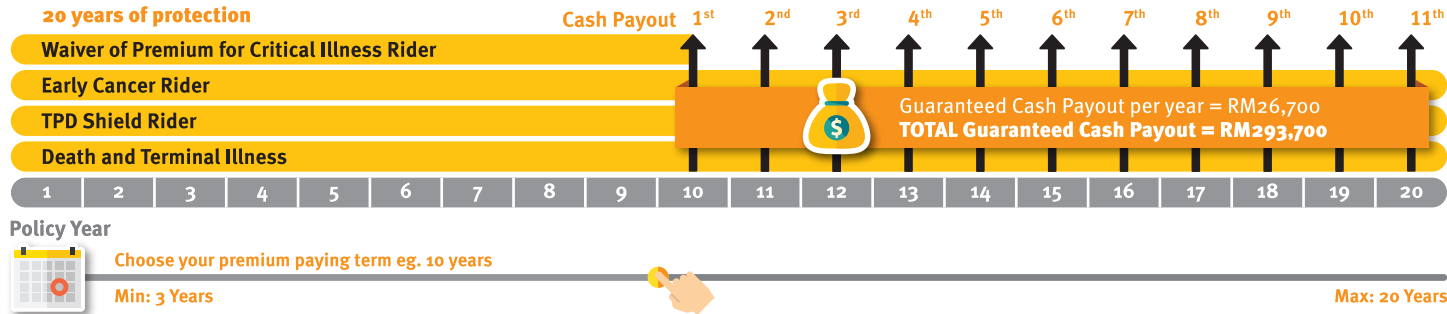 20 years of protection
Cash Payout 1st 2nd 3rd 4th 5th 6th 7th 8th 9th 10th 11th
Waiver of Premium for Critical Illness Rider
Early Cancer Rider
TPD Shield Rider
Death and Terminal Illness
Guaranteed Cash Payout per year = RM26,700
TOTAL Guaranteed Cash Payout = RM293,700
$
1 2 3 4 5 6 7 8 9 10 11 12 13 14 15 16 17 18 19 20
Policy Year
Choose your premium paying term eg. 10 years
Min: 3 Years
Max: 20 Years